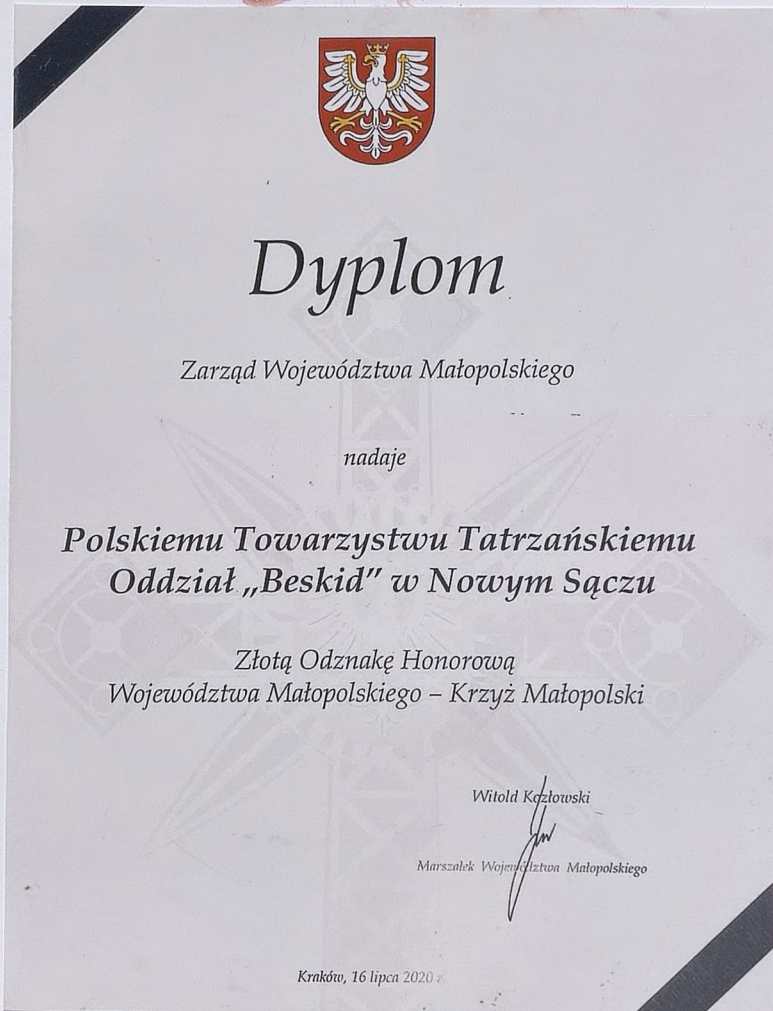 Dyplom
Zarząd Województwa Małopolskiego
nadaje
Polskiemu Towarzystwu Tatrzańskiemu
Oddział „Beskid” w Nowym Sączu
Złotą Odznakę Honorową
Województwa Małopolskiego – Krzyż Małopolski
Witold Kozłowski
Marszałek Województwa Małopolskiego
Kraków, 16 lipca 2020 r